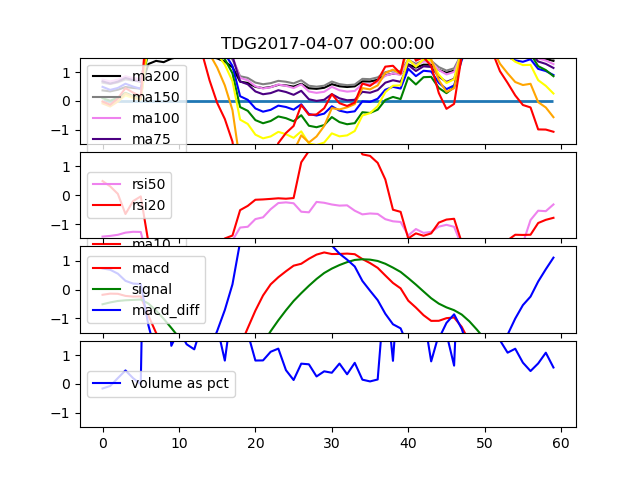 TDG2017-04-07 00:00:00
1
0
−1
ma200
ma150
ma100
ma75
1
0
−1
rsi50
rsi20
ma10
1
0
−1
macd
signal
macd_diff
1
0
−1
volume as pct
0 10 20 30 40 50 60